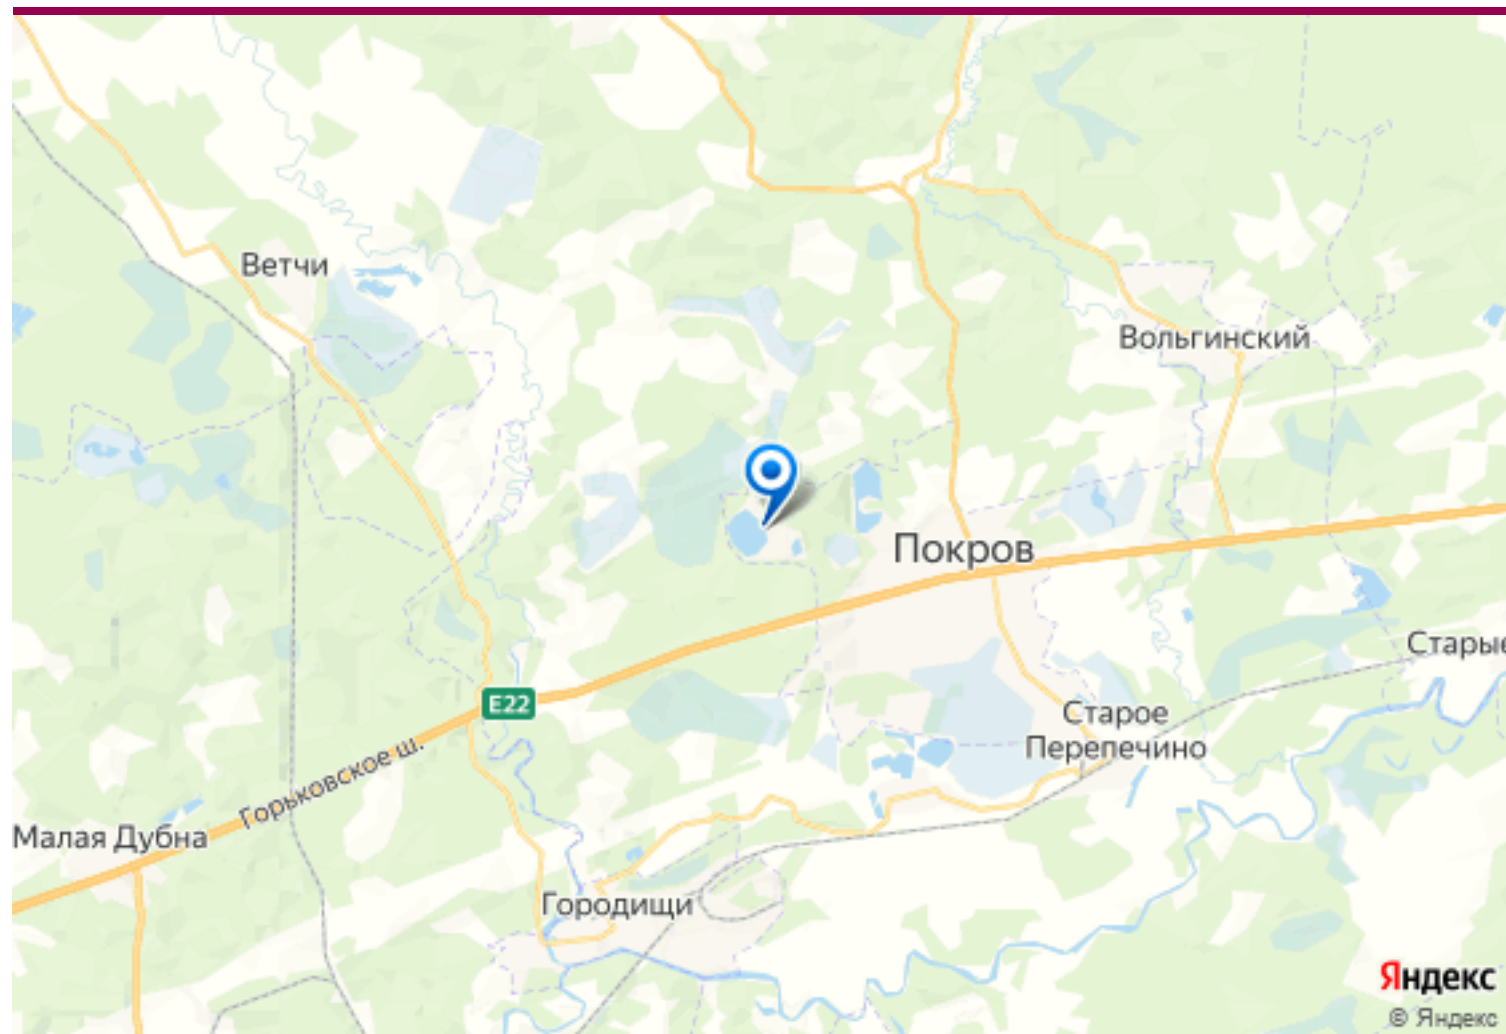 Ветчи
Вольгинский
Покров
Старые
E22
Старое
Перепечино
Горьковское ш.
Малая Дубна
Городищи
Яндекс
© Яндекс